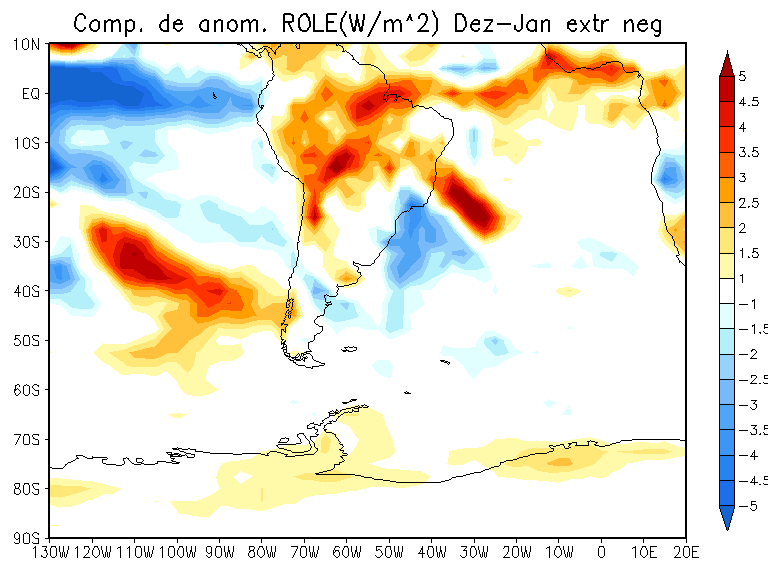 Comp. de anom. ROLE(W/m^2) Dez-Jan extr neg
10N
EQ
10S
20S
30S
40S
50S
60S
70S
80S
90S
130W 120W 110W 100W 90W 80W 70W 60W 50W 40W 30W 20W 10W 0 10E 20E
5
4.5
4
3.5
3
2.5
2
1.5
1
-1
-1.5
-2
-2.5
-3
-3.5
-4
-4.5
-5